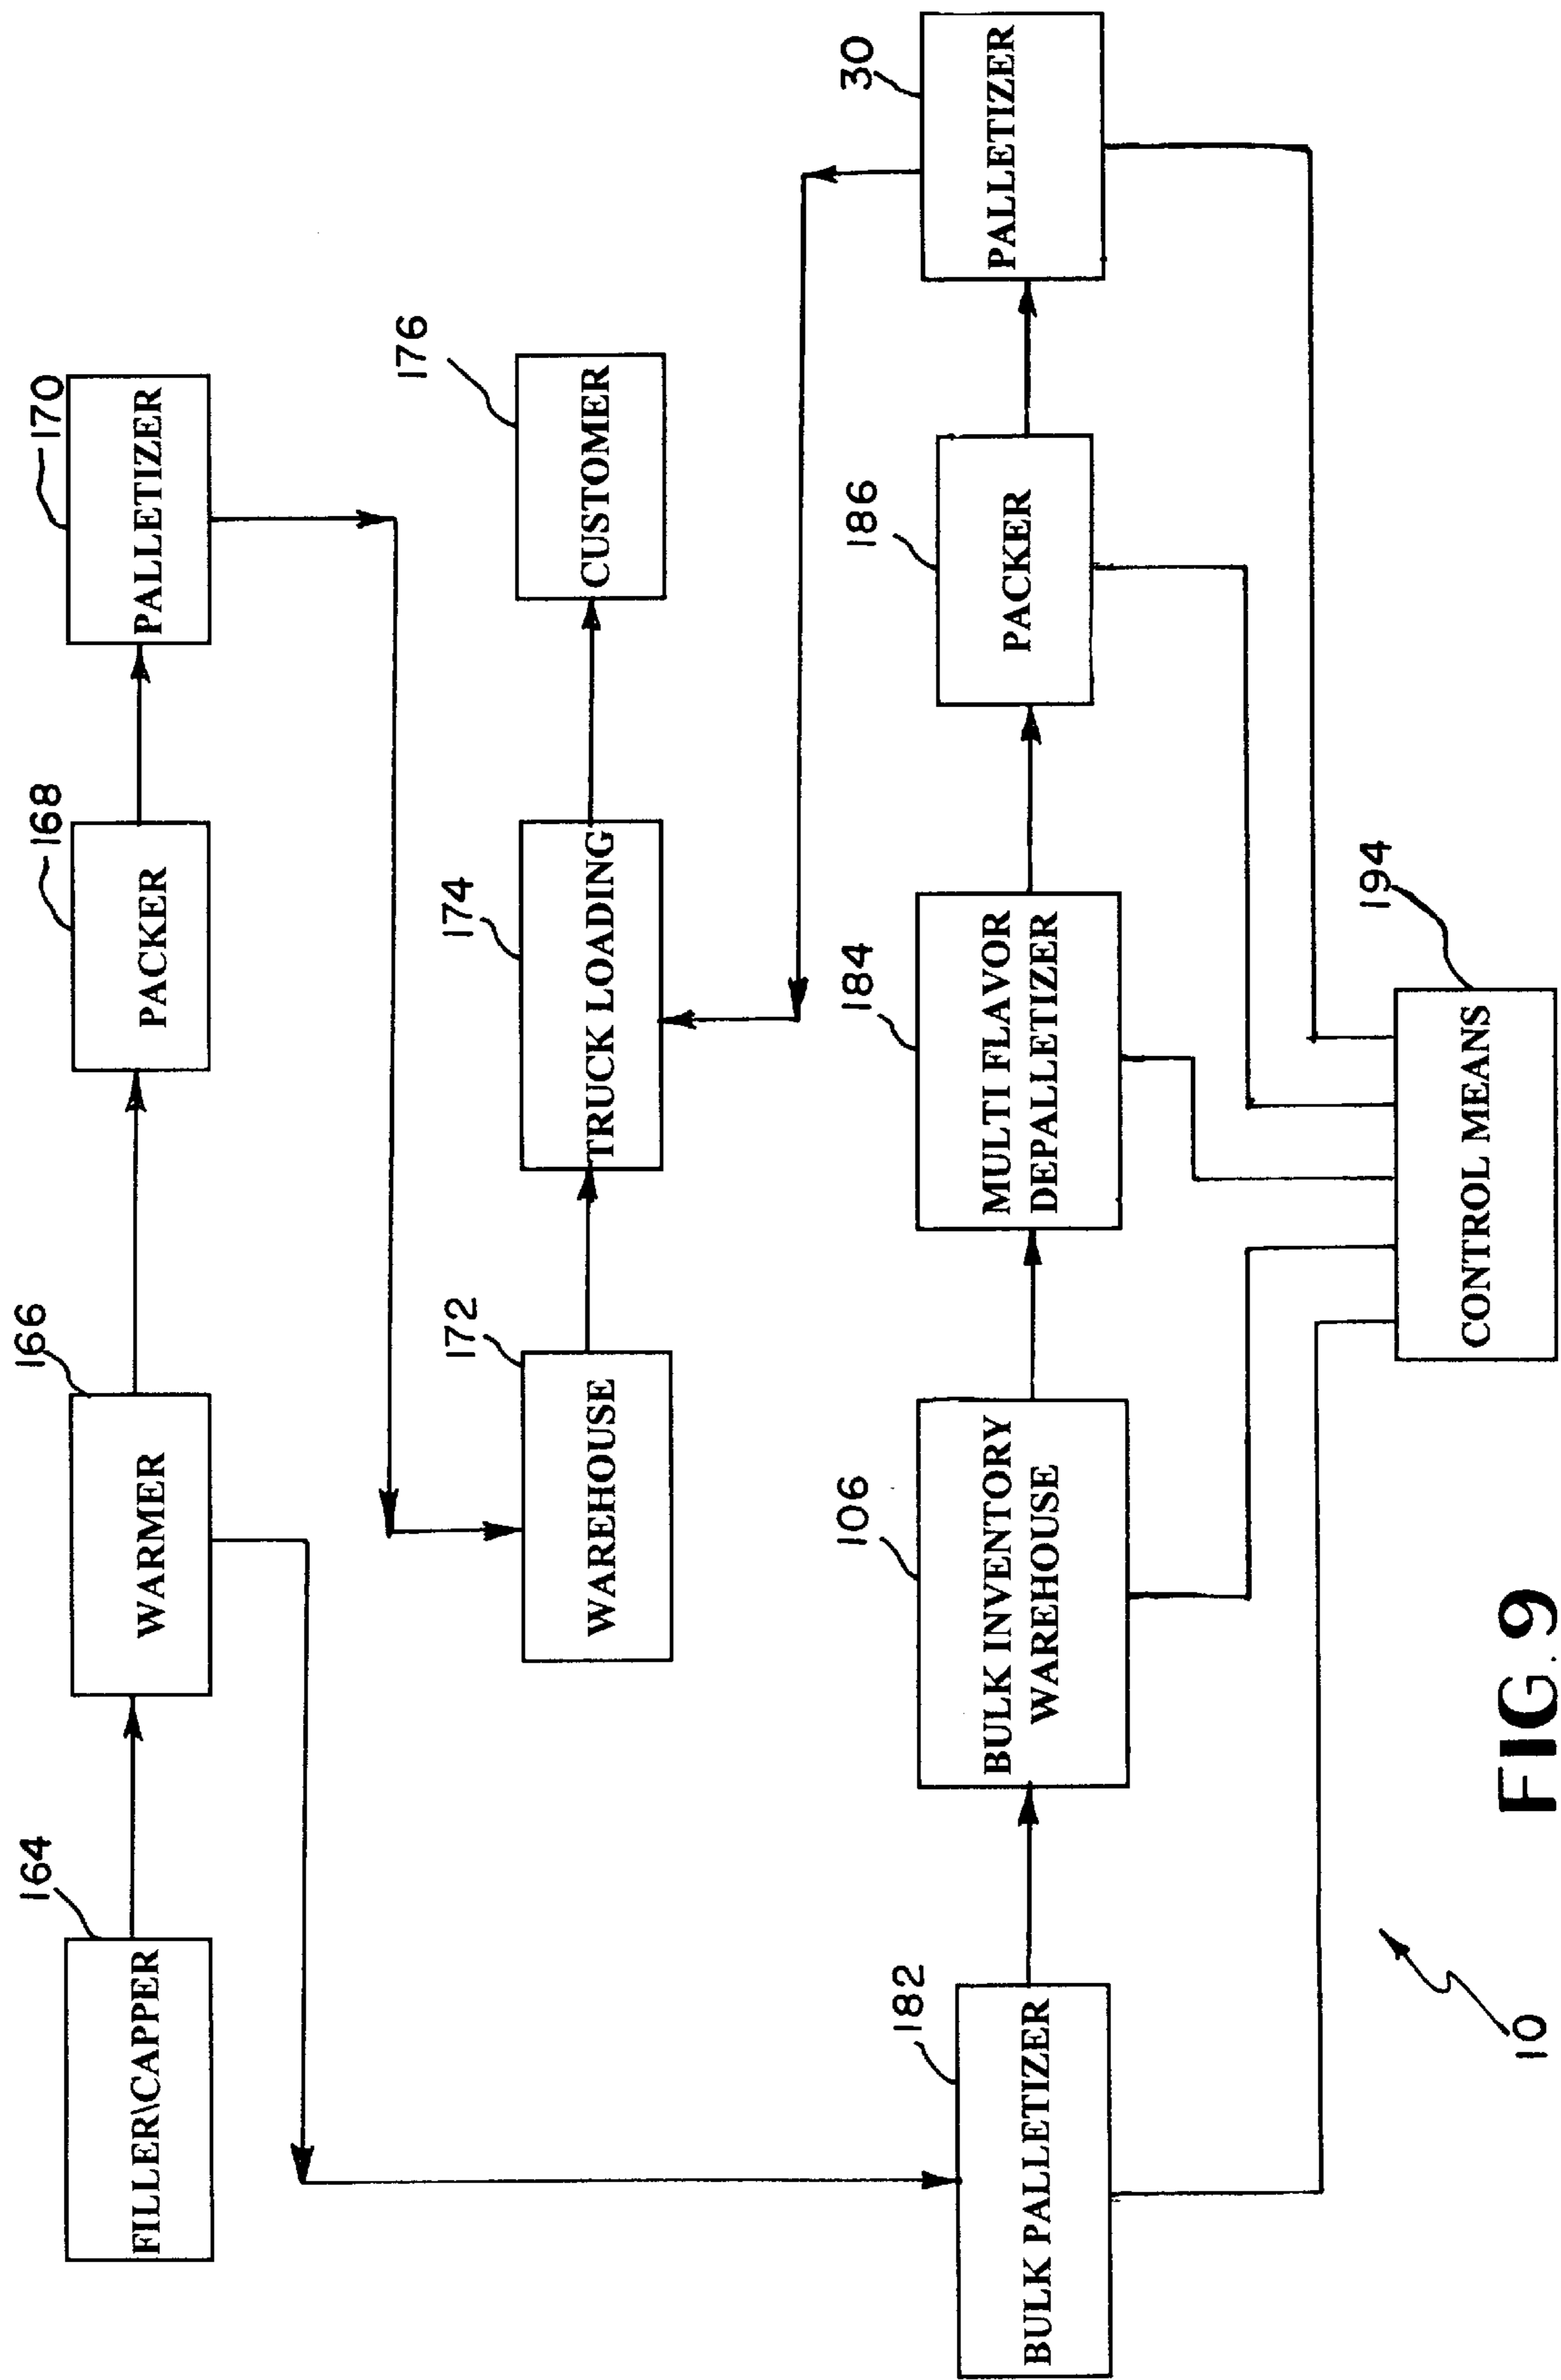 164
FILLER\CAPPER
166
WARMER
168
PACKER
170
PALLETIZER
172
WAREHOUSE
174
TRUCK LOADING
176
CUSTOMER
182
BULK PALLETIZER
106
BULK INVENTORY
WAREHOUSE
184
MULTI FLAVOR
DEPALLETIZER
186
PACKER
30
PALLETIZER
194
CONTROL MEANS
10
FIG. 9